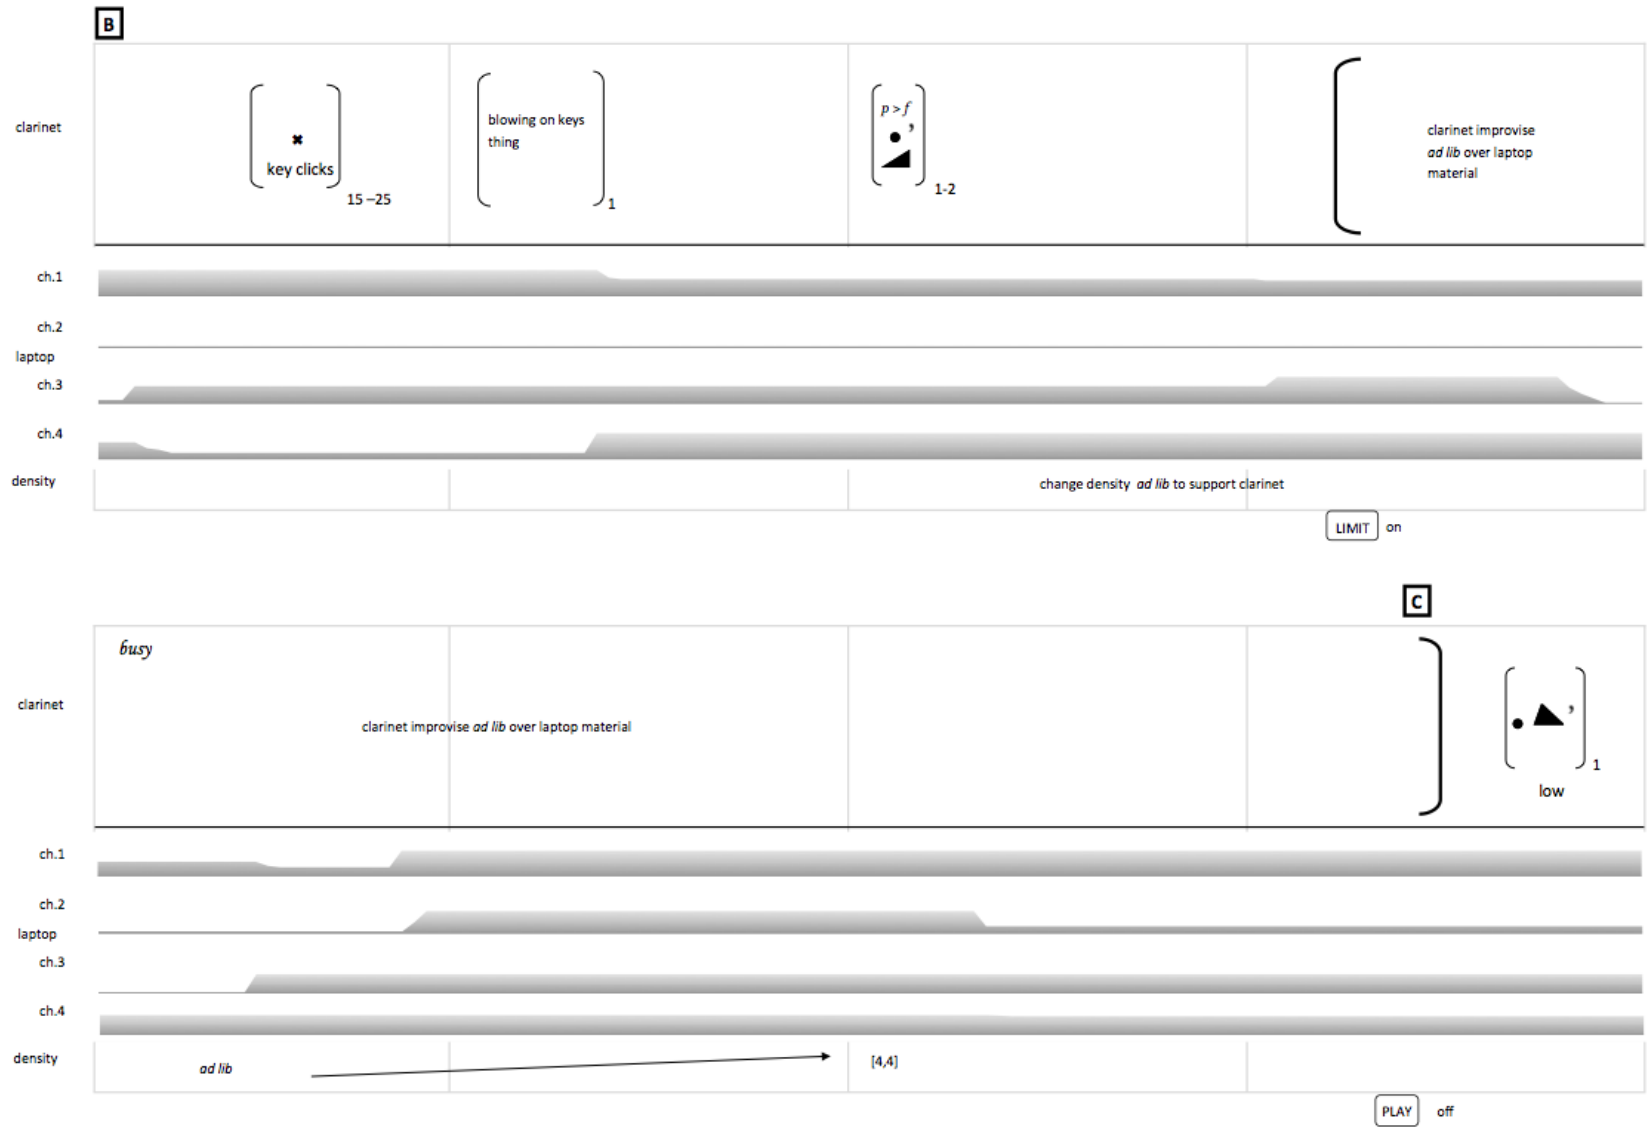 B
clarinet
key clicks
15 –25
blowing on keys
thing
1
p > f
,
1-2
clarinet improvise
ad lib over laptop
material
ch.1
ch.2
laptop
ch.3
ch.4
density
change density ad lib to support clarinet
LIMIT on
C
busy
clarinet
clarinet improvise ad lib over laptop material
,
1
low
ch.1
ch.2
laptop
ch.3
ch.4
density
ad lib
[4,4]
PLAY off